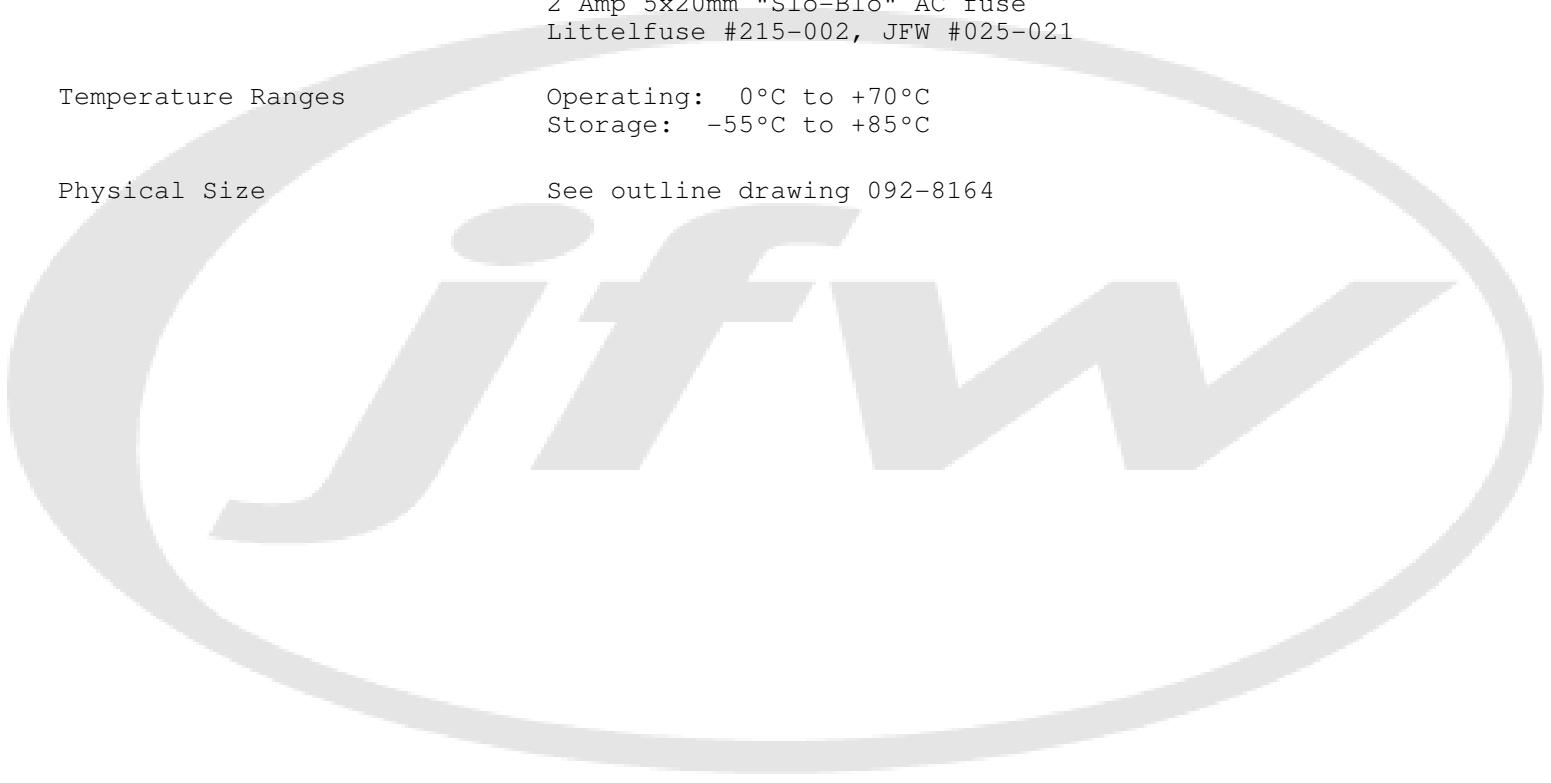 2 Amp 5x20mm "Slo-Blo" AC fuse
Littelfuse #215-002, JFW #025-021
Temperature Ranges Operating: 0°C to +70°C
Storage: -55°C to +85°C
Physical Size See outline drawing 092-8164
jfw